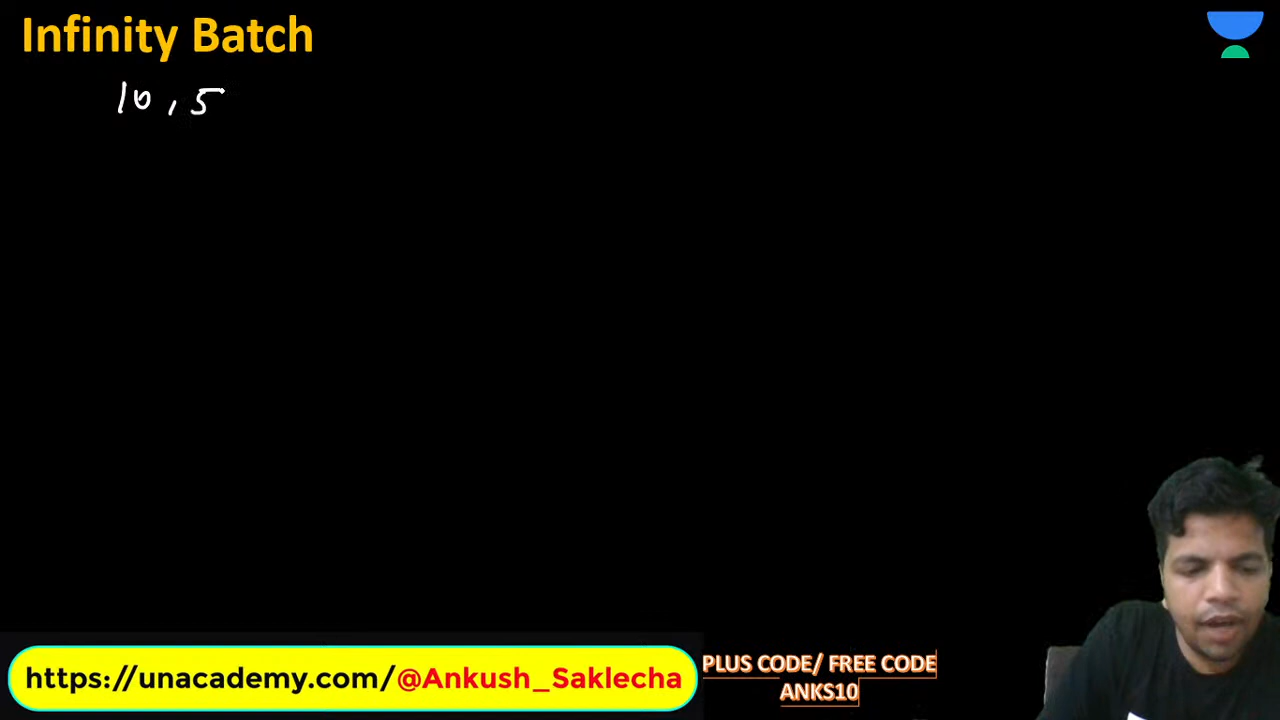 Infinity Batch
10, 5
https://unacademy.com/@Ankush_Saklecha
PLUS CODE/ FREE CODE
ANKS10